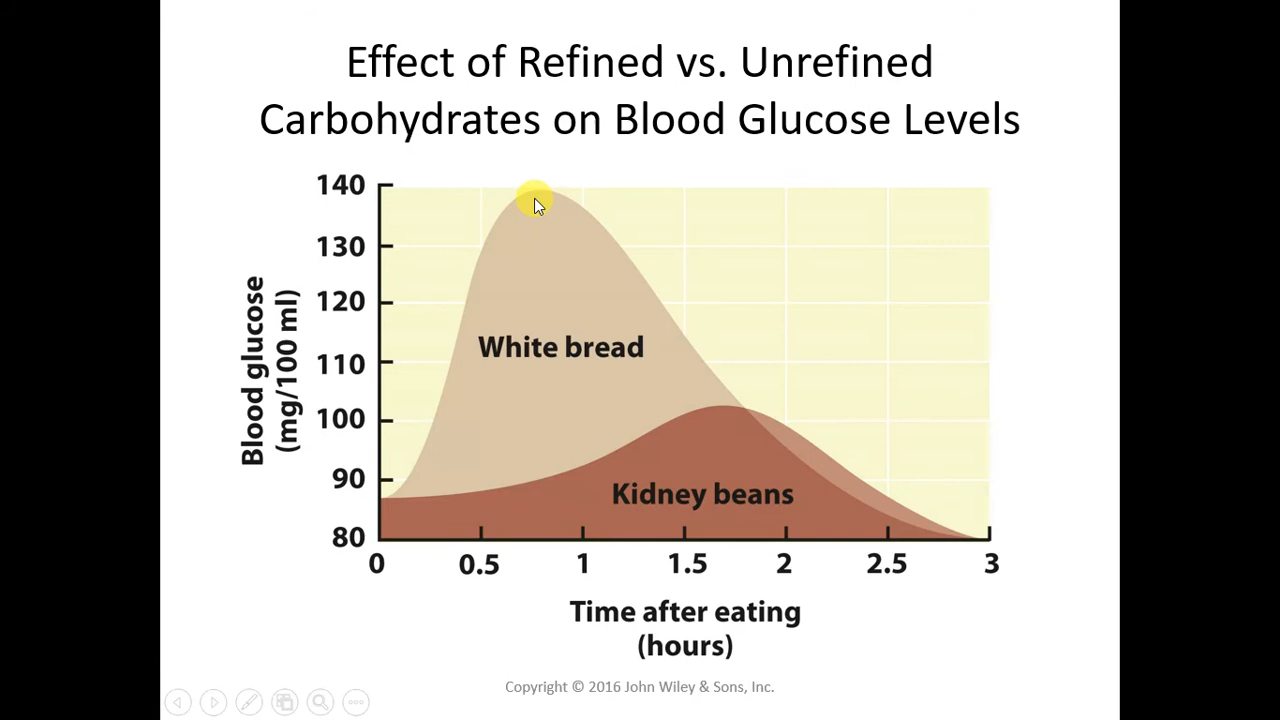 Effect of Refined vs. Unrefined
Carbohydrates on Blood Glucose Levels
140
130
120
110
100
90
80
Blood glucose
(mg/100 ml)
White bread
Kidney beans
0 0.5 1 1.5 2 2.5 3
Time after eating
(hours)
Copyright © 2016 John Wiley & Sons, Inc.